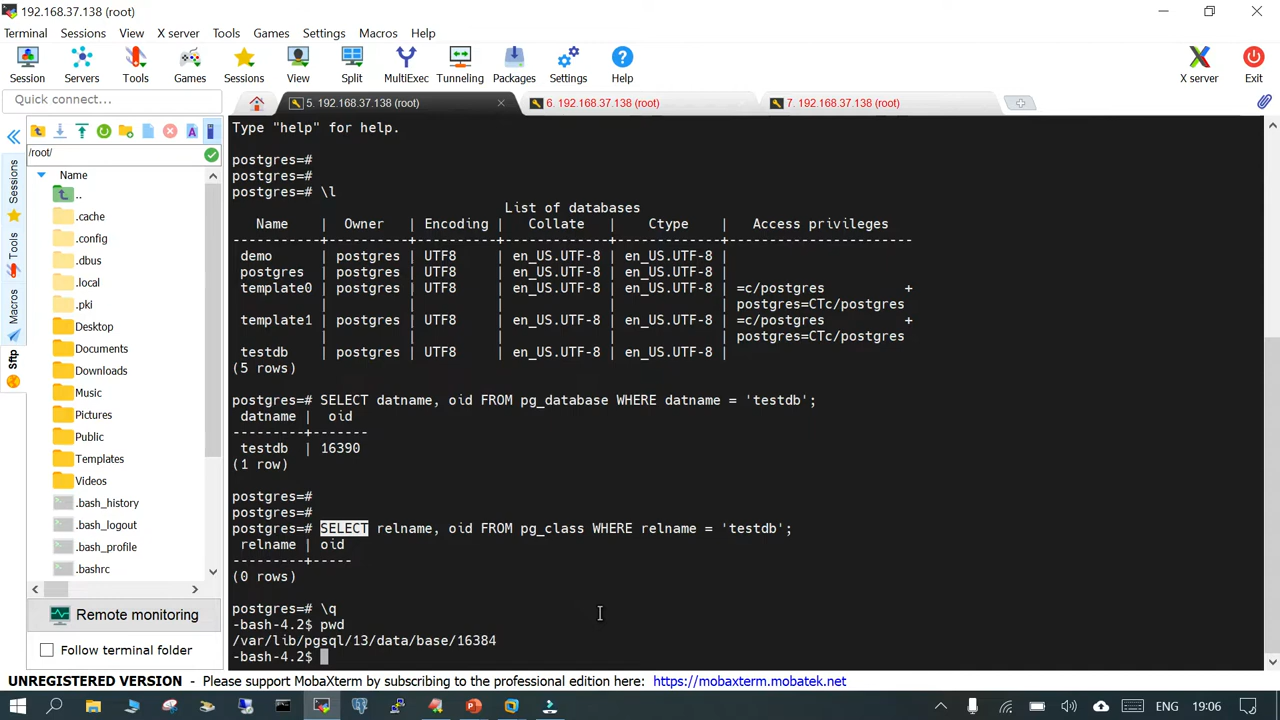 192.168.37.138 (root)
Terminal Sessions View X server Tools Games Settings Macros Help
Session Servers Tools Games Sessions View Split MultiExec Tunneling Packages Settings Help X server Exit
Quick connect...
5. 192.168.37.138 (root)
6. 192.168.37.138 (root)
7. 192.168.37.138 (root)
/root/
Name
..
.cache
.config
.dbus
.local
.pki
Desktop
Documents
Downloads
Music
Pictures
Public
Templates
Videos
.bash_history
.bash_logout
.bash_profile
.bashrc
Sessions
Tools
Macros
Sftp
Remote monitoring
Follow terminal folder
Type "help" for help.
postgres=#
postgres=#
postgres=# \l
List of databases
Name | Owner | Encoding | Collate | Ctype | Access privileges
-----------+----------+----------+-------------+-------------+-----------------------
demo | postgres | UTF8 | en_US.UTF-8 | en_US.UTF-8 |
postgres | postgres | UTF8 | en_US.UTF-8 | en_US.UTF-8 |
template0 | postgres | UTF8 | en_US.UTF-8 | en_US.UTF-8 | =c/postgres +
| | | | | postgres=CTc/postgres
template1 | postgres | UTF8 | en_US.UTF-8 | en_US.UTF-8 | =c/postgres +
| | | | | postgres=CTc/postgres
testdb | postgres | UTF8 | en_US.UTF-8 | en_US.UTF-8 |
(5 rows)
postgres=# SELECT datname, oid FROM pg_database WHERE datname = 'testdb';
datname | oid
---------+-------
testdb | 16390
(1 row)
postgres=#
postgres=#
postgres=# SELECT relname, oid FROM pg_class WHERE relname = 'testdb';
relname | oid
---------+-----
(0 rows)
postgres=# \q
-bash-4.2$ pwd
/var/lib/pgsql/13/data/base/16384
-bash-4.2$
UNREGISTERED VERSION - Please support MobaXterm by subscribing to the professional edition here: https://mobaxterm.mobatek.net
ENG 19:06